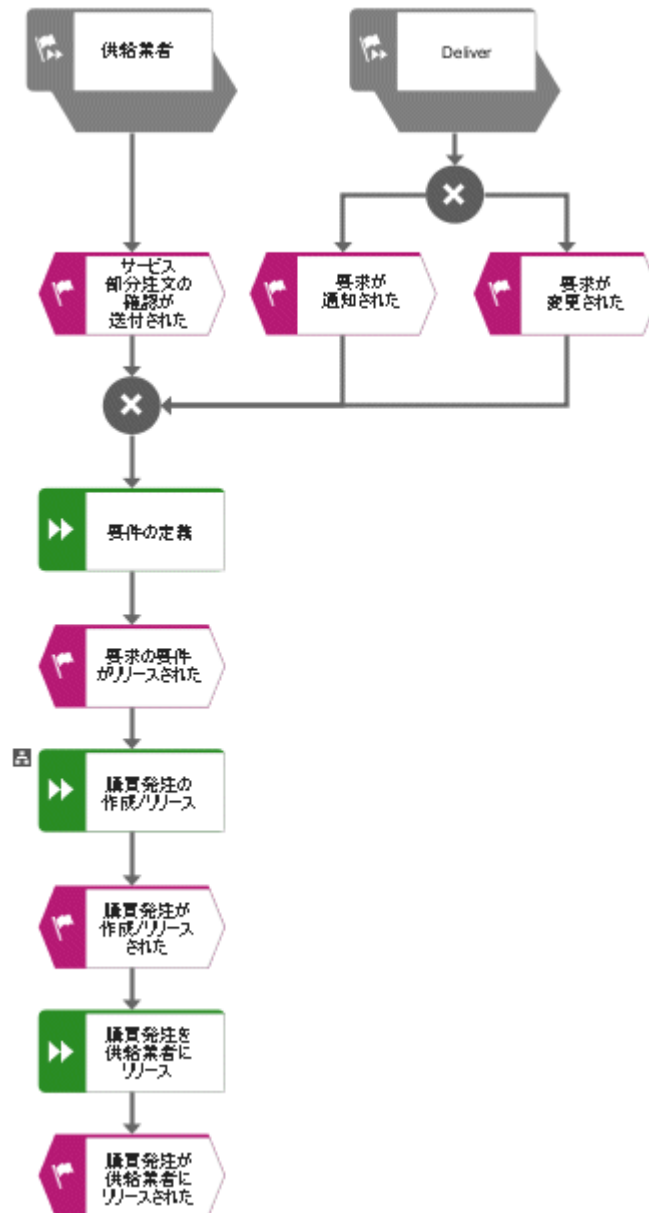 供給業者
Deliver
サービス
部分注文の
確認が
送付された
要求が
通知された
要求が
変更された
要件の定義
要求の要件
がリリースされた
購買発注の
作成/リリース
購買発注が
作成/リリース
された
購買発注を
供給業者に
リリース
購買発注が
供給業者に
リリースされた